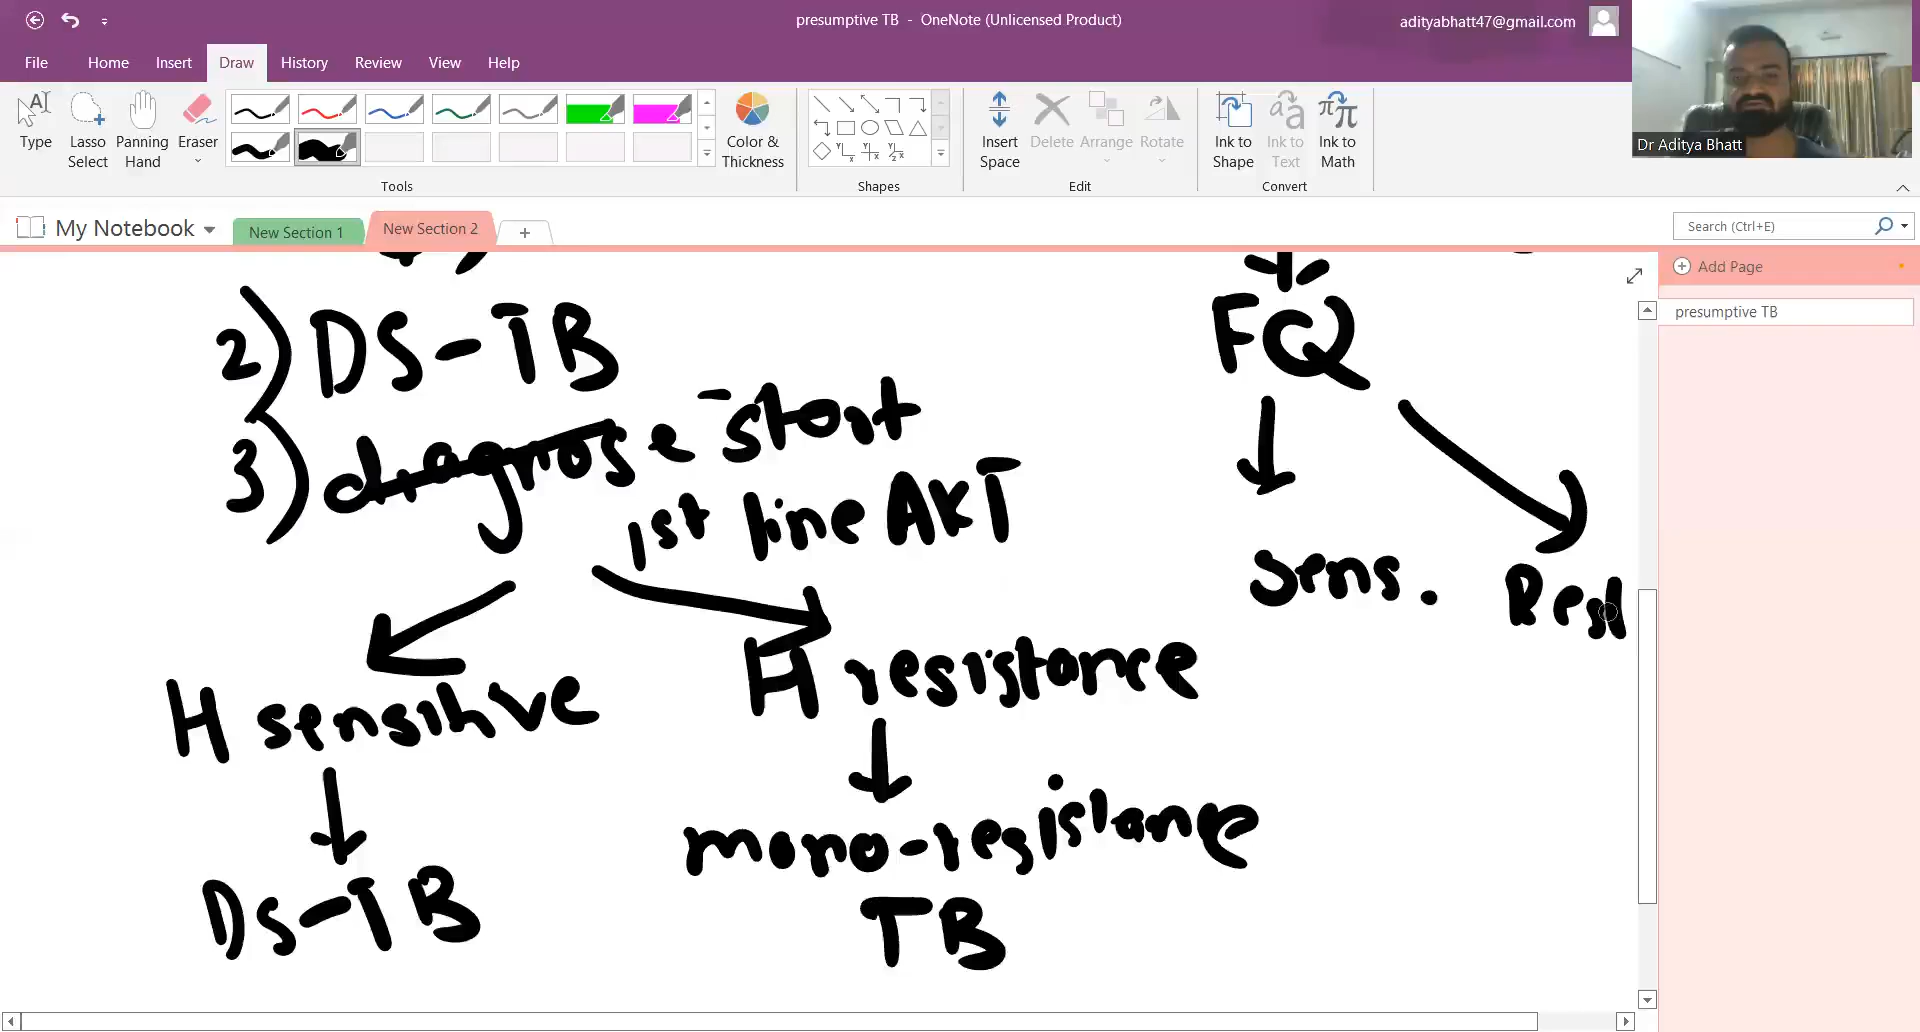 presumptive TB - OneNote (Unlicensed Product)
adityabhatt47@gmail.com
File Home Insert Draw History Review View Help
Type
Lasso Select
Panning Hand
Eraser
Color & Thickness
Insert Space
Delete
Arrange
Rotate
Ink to Shape
Ink to Text
Ink to Math
Tools
Shapes
Edit
Convert
Dr Aditya Bhatt
My Notebook
New Section 1
New Section 2
Search (Ctrl+E)
Add Page
presumptive TB
2) DS-TB
3) diagnose start
1st line AKT
H sensitive
H resistance
DS-TB
mono-resistance
TB
FQ
Sens.
Resi